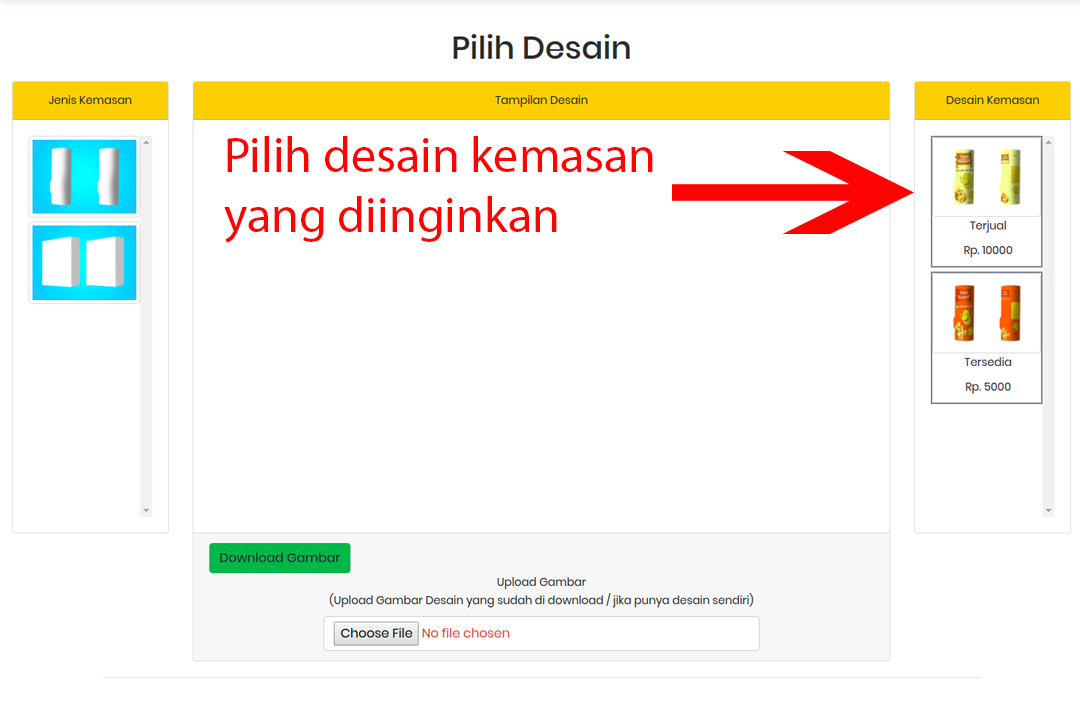 Pilih Desain
Jenis Kemasan
Tampilan Desain
Pilih desain kemasan
yang diinginkan
Desain Kemasan
Terjual
Rp. 10000
Tersedia
Rp. 5000
Download Gambar
Upload Gambar
(Upload Gambar Desain yang sudah di download / jika punya desain sendiri)
Choose File No file chosen